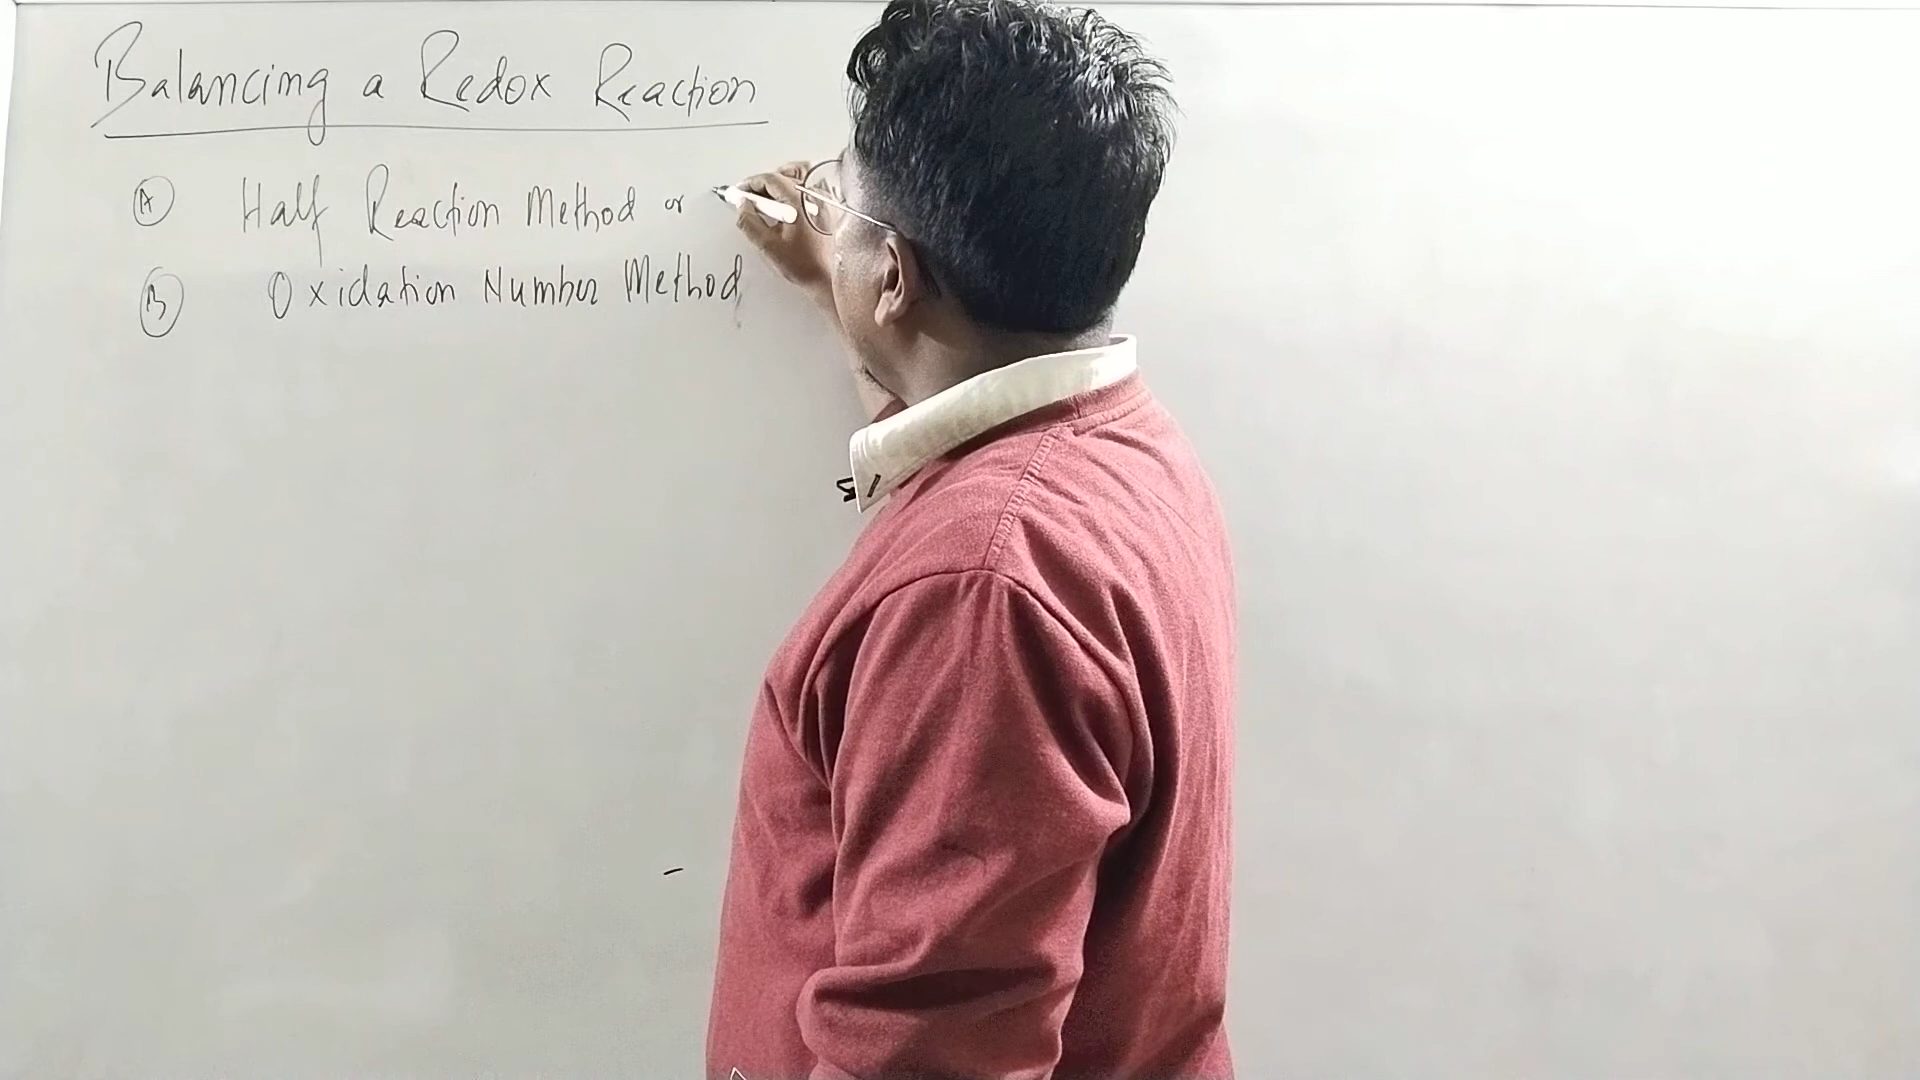 Balancing a Redox Reaction
A Half Reaction Method or
B Oxidation Number Method